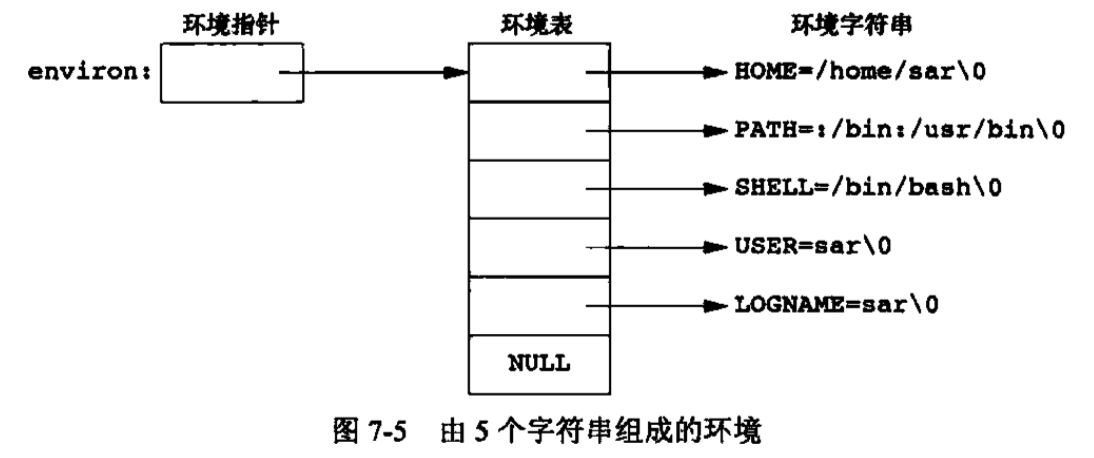 环境指针 环境表 环境字符串
environ: HOME=/home/sar\0
PATH=:/bin:/usr/bin\0
SHELL=/bin/bash\0
USER=sar\0
LOGNAME=sar\0
NULL
图 7-5 由 5 个字符串组成的环境